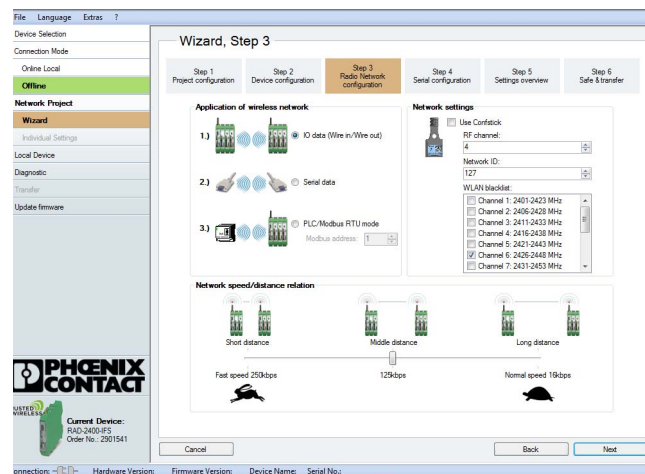 File Language Extras ?
Device Selection
Connection Mode
Online Local
Offline
Network Project
Wizard
Individual Settings
Local Device
Diagnostic
Transfer
Update firmware
PHŒNIX
CONTACT
TRUSTED
WIRELESS
Current Device:
RAD-2400-IFS
Order No.: 2901541
Wizard, Step 3
Step 1
Project configuration
Step 2
Device configuration
Step 3
Radio Network
configuration
Step 4
Serial configuration
Step 5
Settings overview
Step 6
Safe & transfer
Application of wireless network
1.) IO data (Wire in/Wire out)
2.) Serial data
3.) PLC/Modbus RTU mode
Modbus address: 1
Network settings
Use Confstick
RF channel:
4
Network ID:
127
WLAN blacklist:
Channel 1: 2401-2423 MHz
Channel 2: 2406-2428 MHz
Channel 3: 2411-2433 MHz
Channel 4: 2416-2438 MHz
Channel 5: 2421-2443 MHz
Channel 6: 2426-2448 MHz
Channel 7: 2431-2453 MHz
Network speed/distance relation
Short distance Middle distance Long distance
Fast speed 250kbps 125kbps Normal speed 16kbps
Cancel Back Next
Connection: Hardware Version: Firmware Version: Device Name: Serial No.: